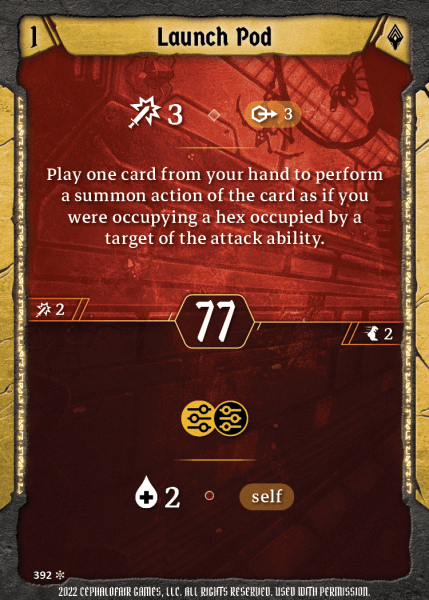 1
Launch Pod
3
3
Play one card from your hand to perform
a summon action of the card as if you
were occupying a hex occupied by a
target of the attack ability.
2
77
2
2
self
392
2022 CEPHALOFAIR GAMES, LLC. ALL RIGHTS RESERVED. USED WITH PERMISSION.